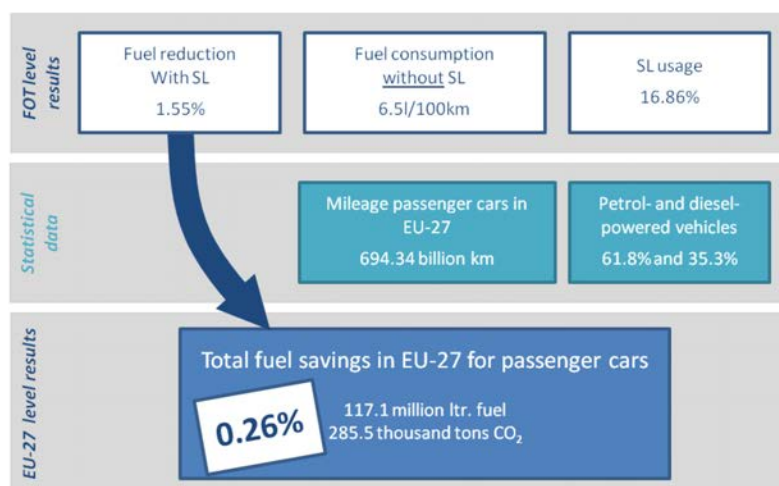 FOT level
results
Fuel reduction
With SL
1.55%
Fuel consumption
without SL
6.5l/100km
SL usage
16.86%
Statistical
data
Mileage passenger cars in
EU-27
694.34 billion km
Petrol- and diesel-
powered vehicles
61.8% and 35.3%
EU-27 level results
Total fuel savings in EU-27 for passenger cars
0.26%
117.1 million ltr. fuel
285.5 thousand tons CO₂